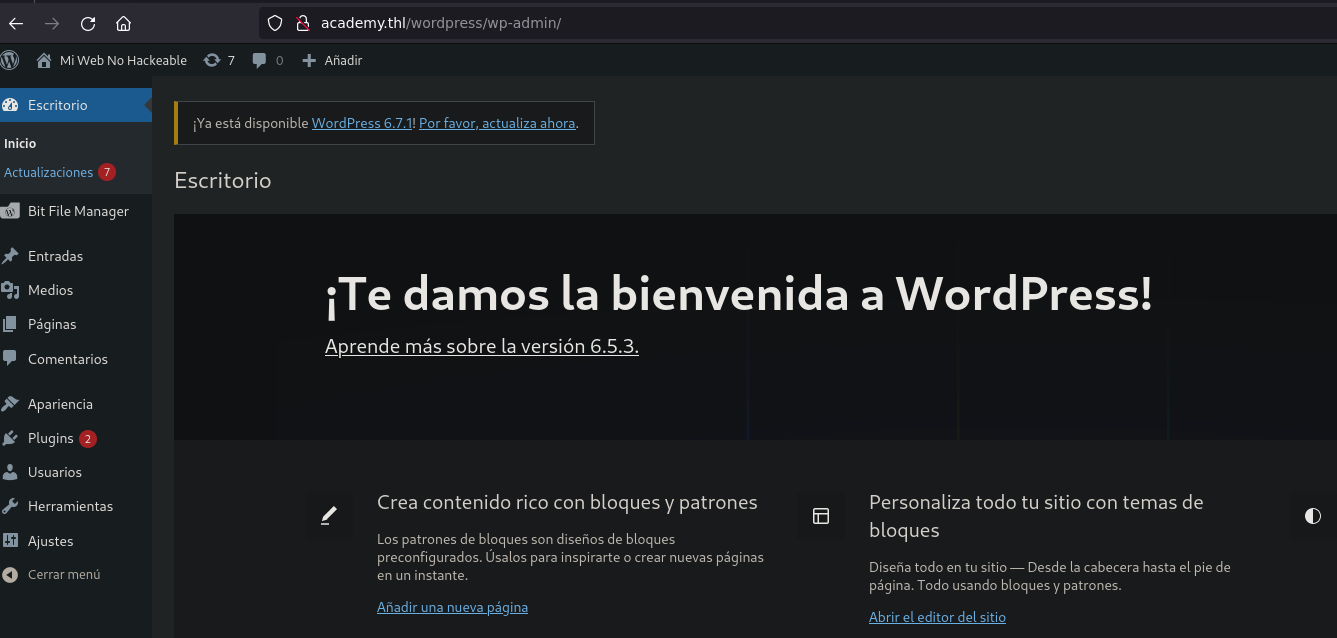 academy.thl/wordpress/wp-admin/
Mi Web No Hackeable 7 0 Añadir
Escritorio
Inicio
Actualizaciones 7
Bit File Manager
Entradas
Medios
Páginas
Comentarios
Apariencia
Plugins 2
Usuarios
Herramientas
Ajustes
Cerrar menú
¡Ya está disponible WordPress 6.7.1! Por favor, actualiza ahora.
Escritorio
¡Te damos la bienvenida a WordPress!
Aprende más sobre la versión 6.5.3.
Crea contenido rico con bloques y patrones
Los patrones de bloques son diseños de bloques
preconfigurados. Úsalos para inspirarte o crear nuevas páginas
en un instante.
Añadir una nueva página
Personaliza todo tu sitio con temas de
bloques
Diseña todo en tu sitio — Desde la cabecera hasta el pie de
página. Todo usando bloques y patrones.
Abrir el editor del sitio